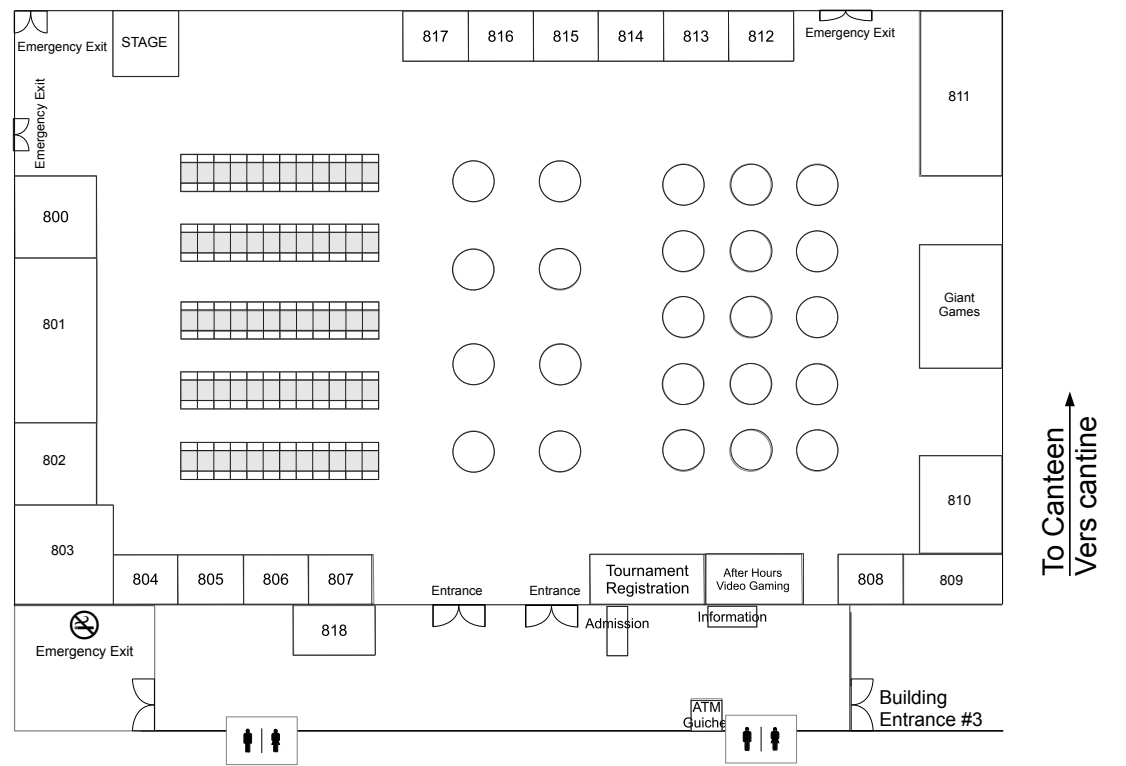 Emergency Exit
STAGE
817
816
815
814
813
812
Emergency Exit
811
Emergency Exit
800
801
802
803
804
805
806
807
Giant
Games
810
To Canteen
Vers cantine
Entrance
Entrance
Tournament
Registration
After Hours
Video Gaming
808
809
Emergency Exit
818
Admission
Information
ATM
Guiche
Building
Entrance #3